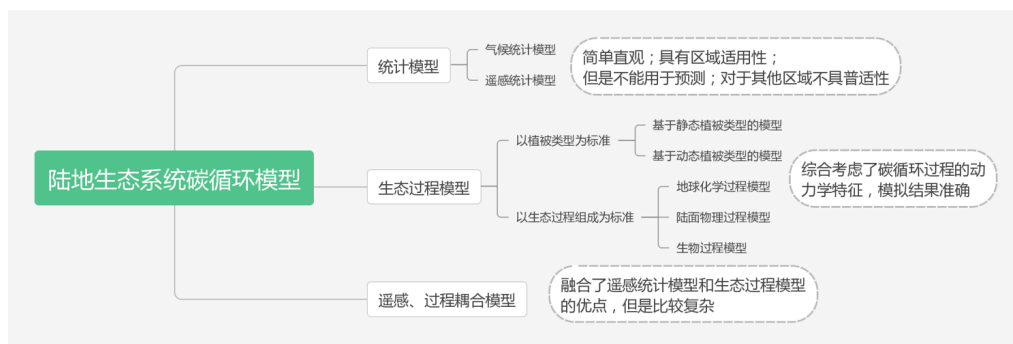 陆地生态系统碳循环模型
统计模型
气候统计模型
遥感统计模型
简单直观；具有区域适用性；
但是不能用于预测；对于其他区域不具普适性
生态过程模型
以植被类型为标准
基于静态植被类型的模型
基于动态植被类型的模型
以生态过程组成为标准
地球化学过程模型
陆面物理过程模型
生物过程模型
综合考虑了碳循环过程的动
力学特征，模拟结果准确
遥感、过程耦合模型
融合了遥感统计模型和生态过程模型
的优点，但是比较复杂